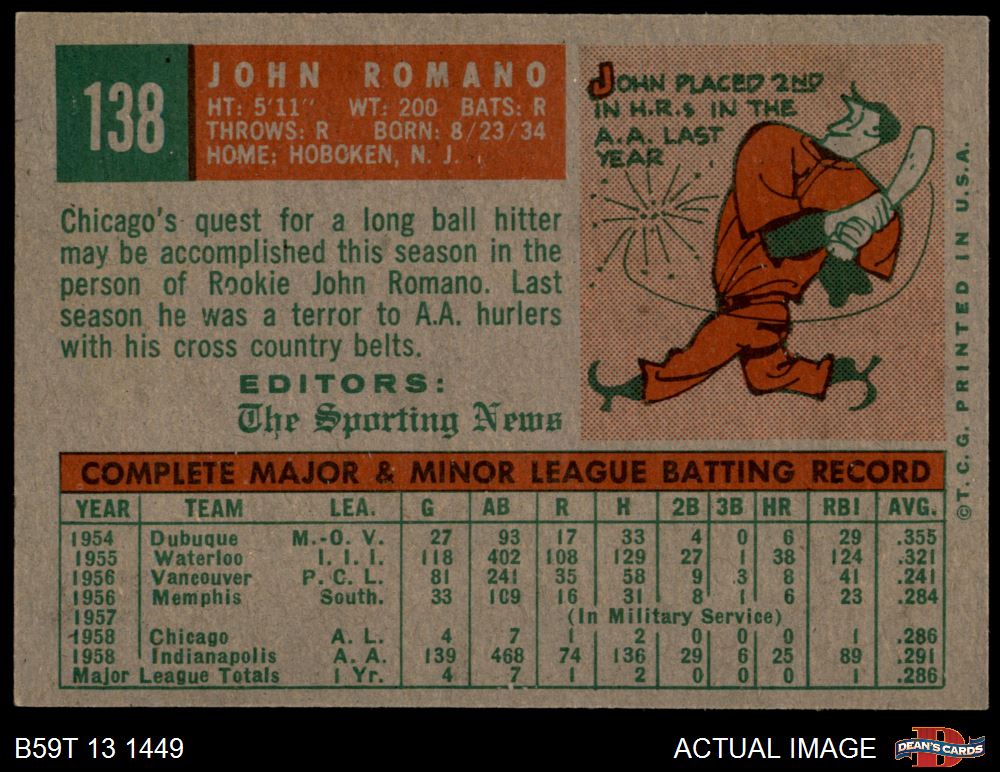 138
JOHN ROMANO
HT: 5'11" WT: 200 BATS: R
THROWS: R BORN: 8/23/34
HOME: HOBOKEN, N. J.
JOHN PLACED 2ND
IN H.R.s IN THE
A.A. LAST
YEAR
Chicago's quest for a long ball hitter
may be accomplished this season in the
person of Rookie John Romano. Last
season he was a terror to A.A. hurlers
with his cross country belts.
EDITORS:
The Sporting News
©T. C. G. PRINTED IN U.S.A.
COMPLETE MAJOR & MINOR LEAGUE BATTING RECORD
YEAR TEAM LEA. G AB R H 2B 3B HR RBI AVG.
1954 Dubuque M.-O. V. 27 93 17 33 4 0 6 29 .355
1955 Waterloo I. I. I. 118 402 108 129 27 1 38 124 .321
1956 Vancouver P. C. L. 81 241 35 58 9 3 8 41 .241
1956 Memphis South. 33 109 16 31 8 1 6 23 .284
1957 (In Military Service)
1958 Chicago A. L. 4 7 1 2 0 0 0 1 .286
1958 Indianapolis A. A. 139 468 74 136 29 6 25 89 .291
Major League Totals 1 Yr. 4 7 1 2 0 0 0 1 .286
B59T 13 1449
ACTUAL IMAGE
DEAN'S CARDS